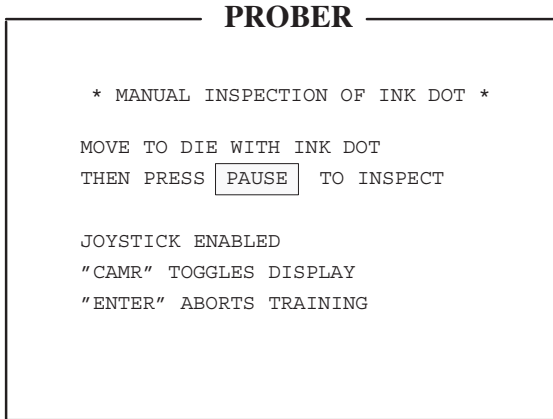 PROBER
* MANUAL INSPECTION OF INK DOT *
MOVE TO DIE WITH INK DOT
THEN PRESS PAUSE TO INSPECT
JOYSTICK ENABLED
"CAMR" TOGGLES DISPLAY
"ENTER" ABORTS TRAINING